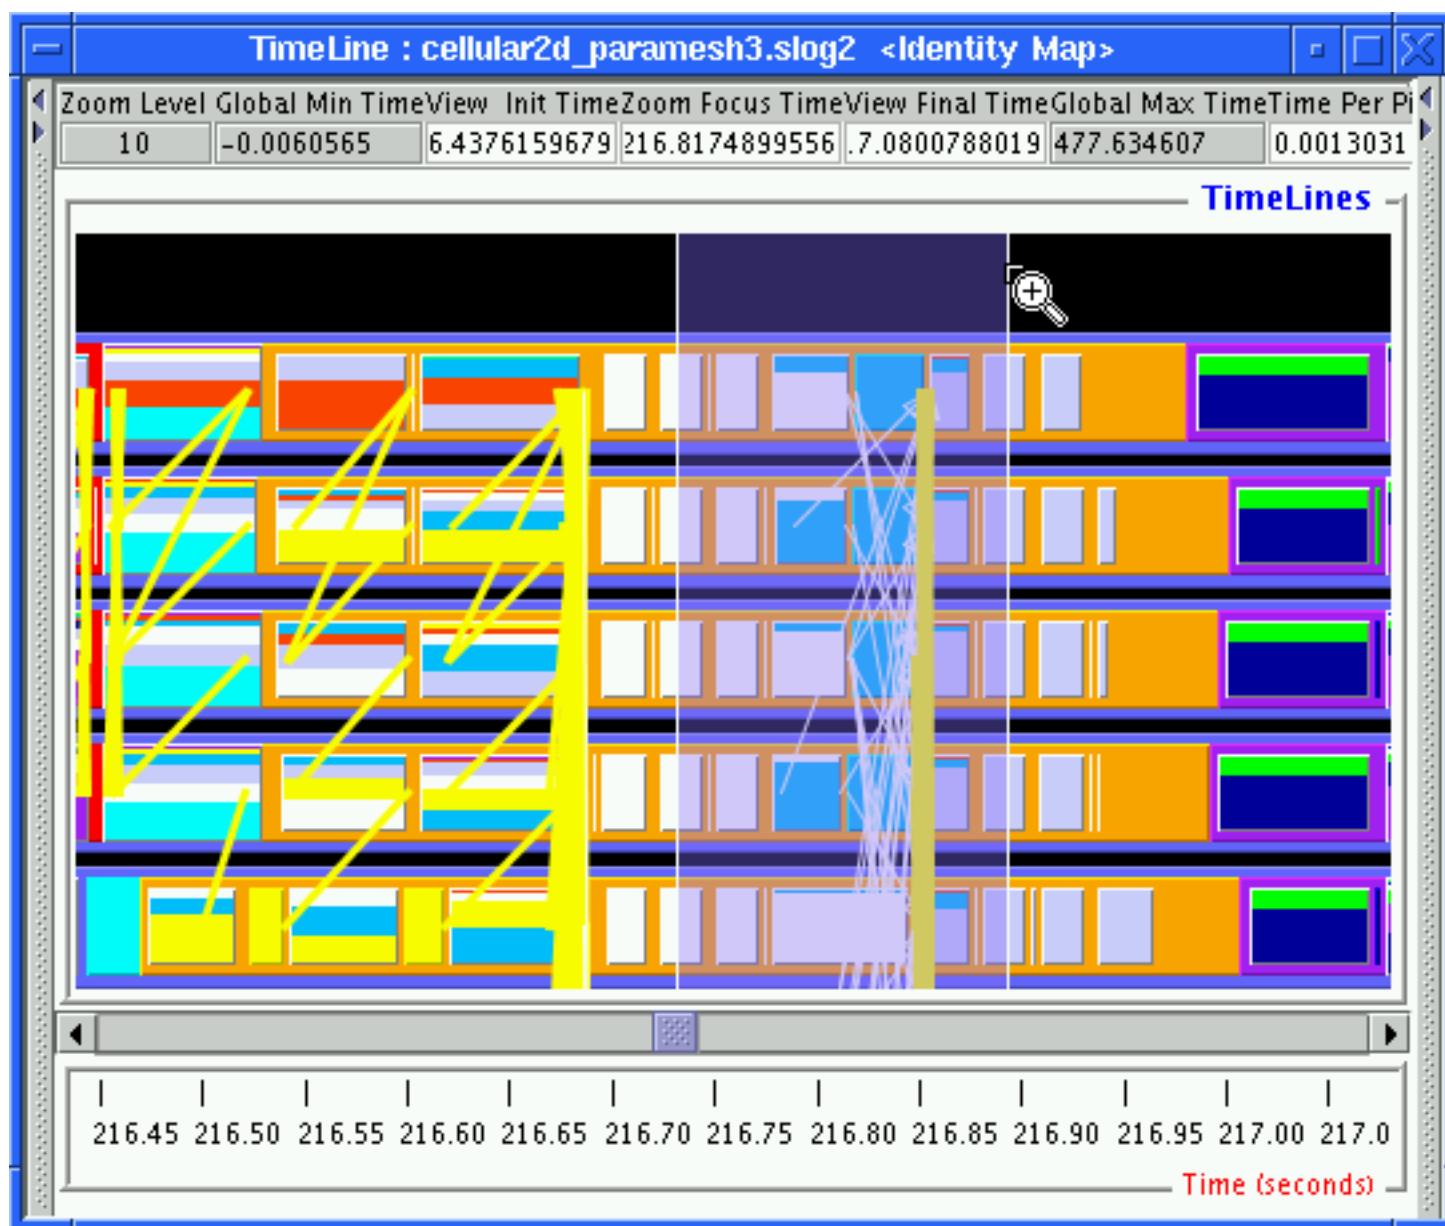 TimeLine : cellular2d_paramesh3.slog2 <Identity Map>
Zoom Level Global Min Time View Init Time Zoom Focus Time View Final Time Global Max Time Time Per Pi
10 -0.0060565 6.4376159679 216.8174899556 .7.0800788019 477.634607 0.0013031
TimeLines
216.45 216.50 216.55 216.60 216.65 216.70 216.75 216.80 216.85 216.90 216.95 217.00 217.0
Time (seconds)